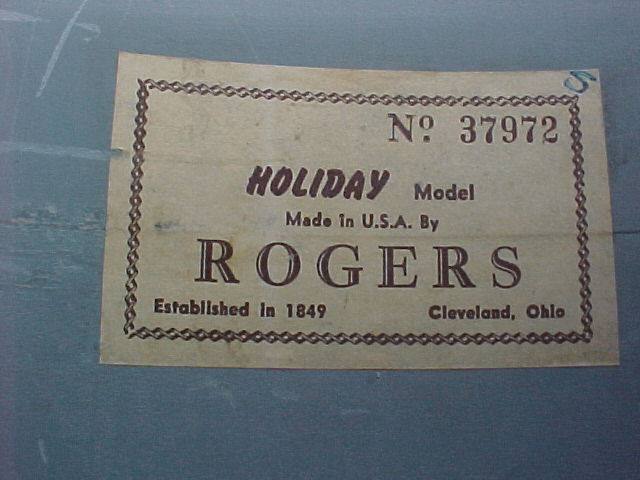 Nº 37972
HOLIDAY Model
Made in U.S.A. By
ROGERS
Established in 1849 Cleveland, Ohio